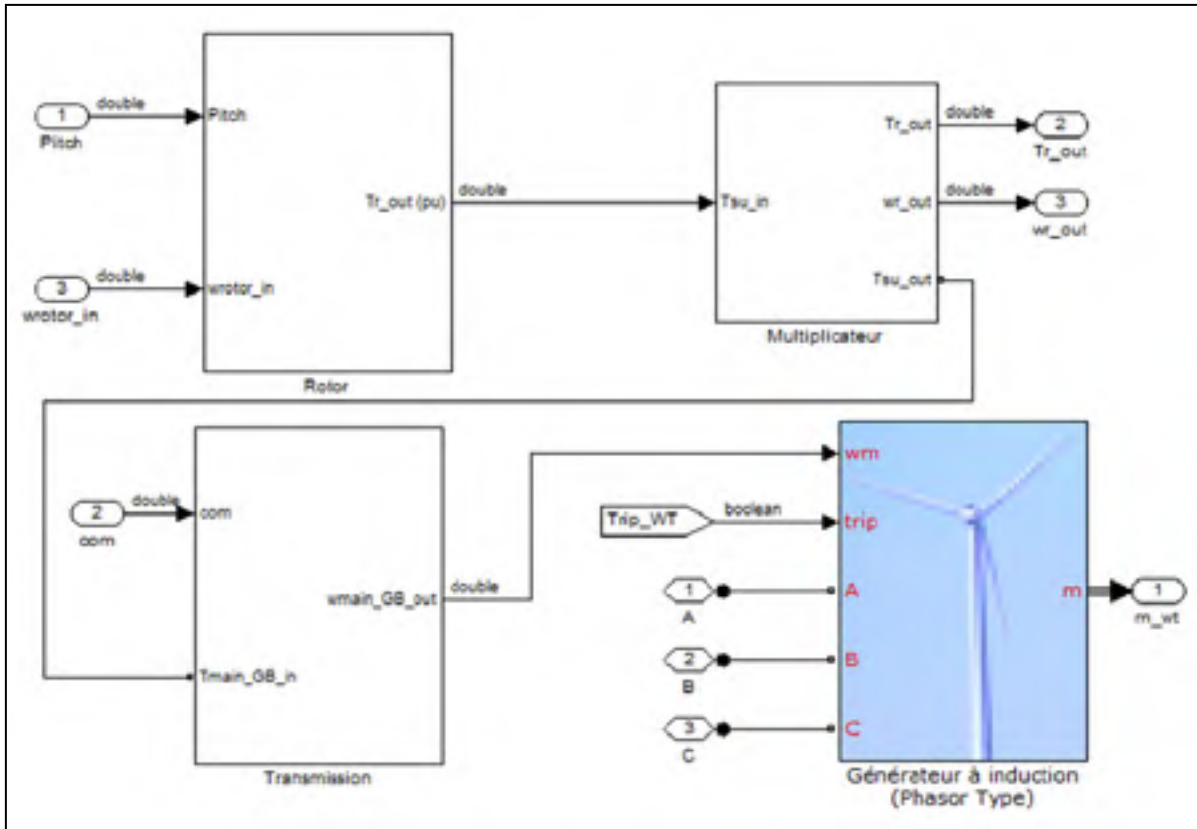 double
1
Pitch
Pitch
Tr_out (pu)
double
double
3
wrotor_in
wrotor_in
Rotor
Tsu_in
Tr_out
double
2
Tr_out
wr_out
double
3
wr_out
Tsu_out
Multiplicateur
double
2
com
com
wmain_GB_out
double
Tmain_GB_in
Transmission
wm
Trip_WT
boolean
trip
1
A
A
2
B
B
3
C
C
m
1
m_wt
Générateur à induction
(Phasor Type)